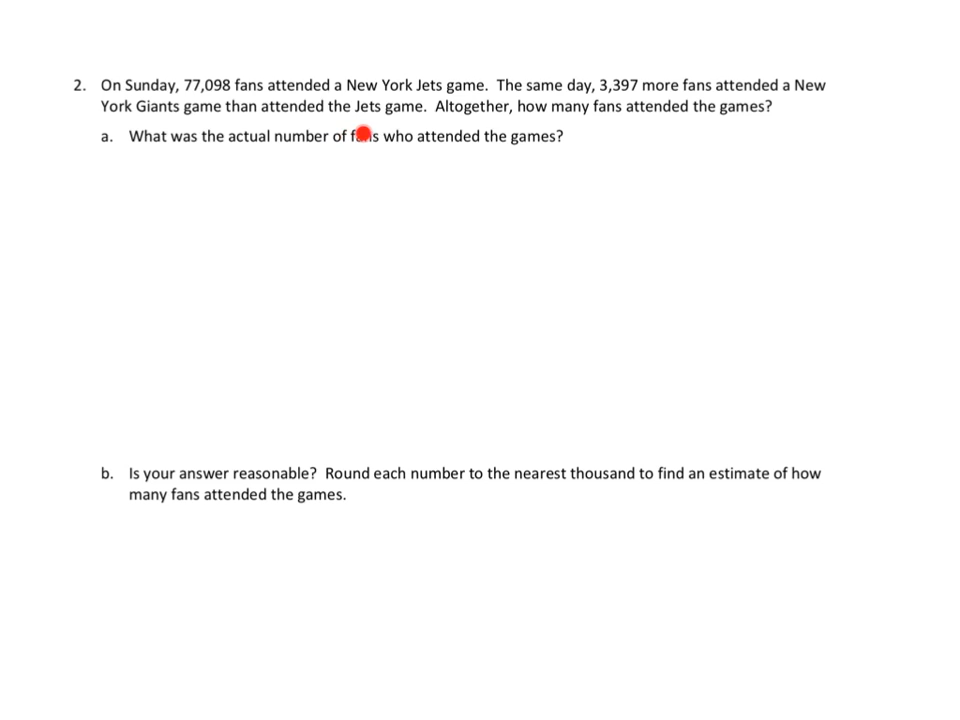 2. On Sunday, 77,098 fans attended a New York Jets game. The same day, 3,397 more fans attended a New
York Giants game than attended the Jets game. Altogether, how many fans attended the games?
a. What was the actual number of who attended the games?
b. Is your answer reasonable? Round each number to the nearest thousand to find an estimate of how
many fans attended the games.